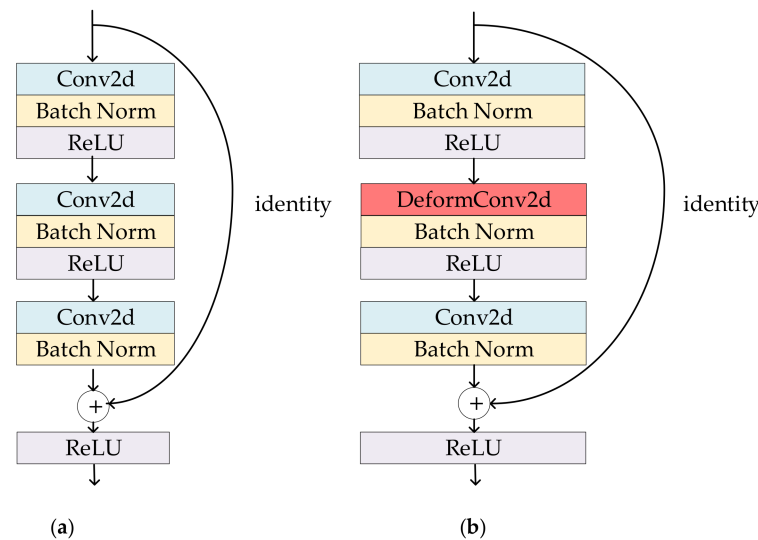 Conv2d
Batch Norm
ReLU
Conv2d
Batch Norm
ReLU
identity
Conv2d
Batch Norm
+
ReLU
(a)
Conv2d
Batch Norm
ReLU
DeformConv2d
Batch Norm
ReLU
identity
Conv2d
Batch Norm
+
ReLU
(b)